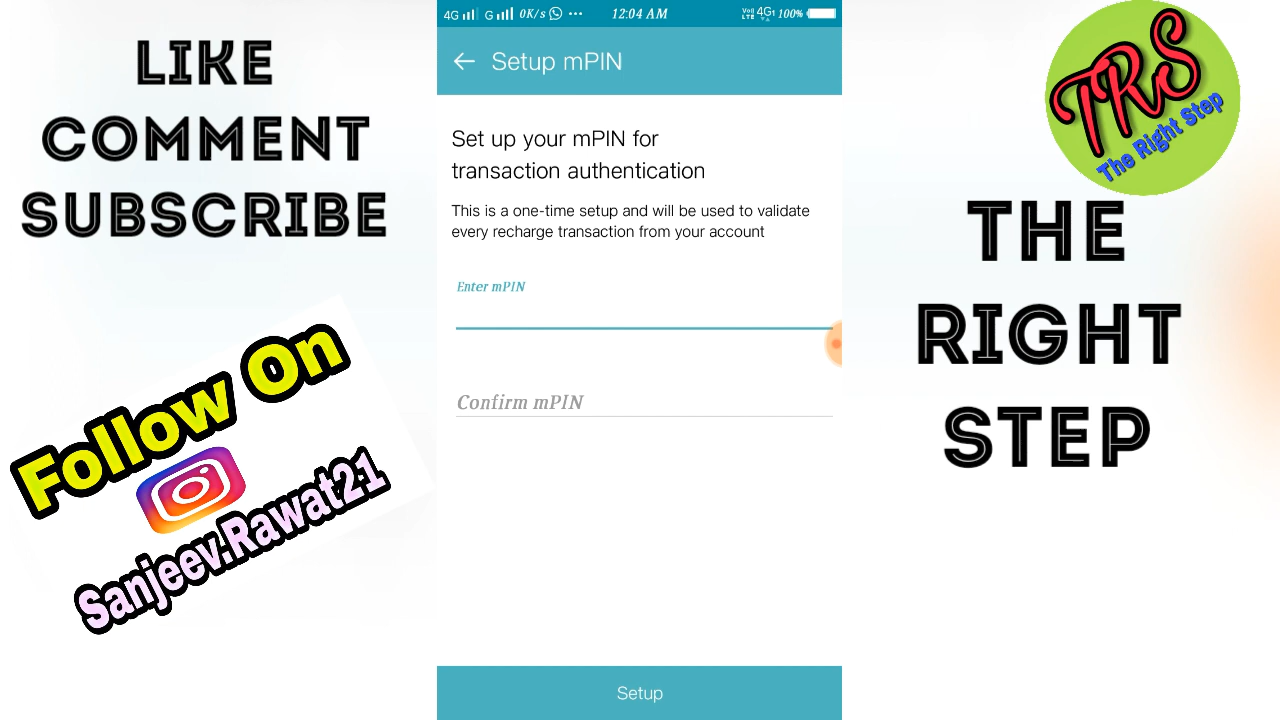 LIKE
COMMENT
SUBSCRIBE
Follow On
Sanjeev.Rawat21
4G G 0K/s ••• 12:04 AM VoLTE 4G1 100%
Setup mPIN
Set up your mPIN for
transaction authentication
This is a one-time setup and will be used to validate
every recharge transaction from your account
Enter mPIN
Confirm mPIN
Setup
TRS
The Right Step
THE
RIGHT
STEP